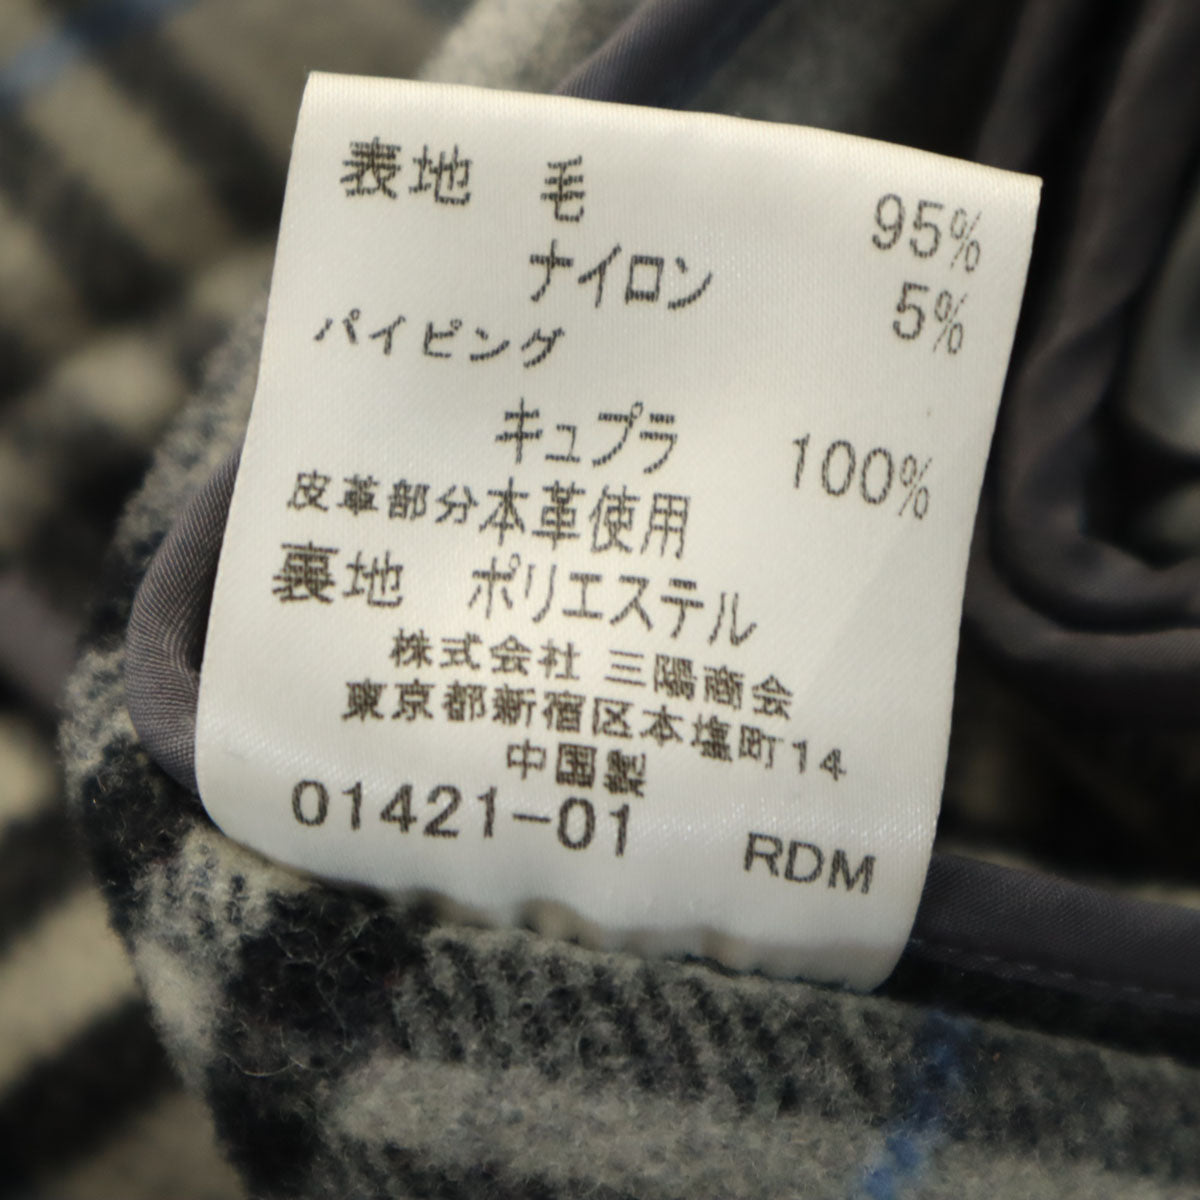 表地 毛 95%
ナイロン 5%
パイピング
キュプラ 100%
皮革部分本革使用
裏地 ポリエステル
株式会社 三陽商会
東京都新宿区本塩町14
中国製
01421-01 RDM